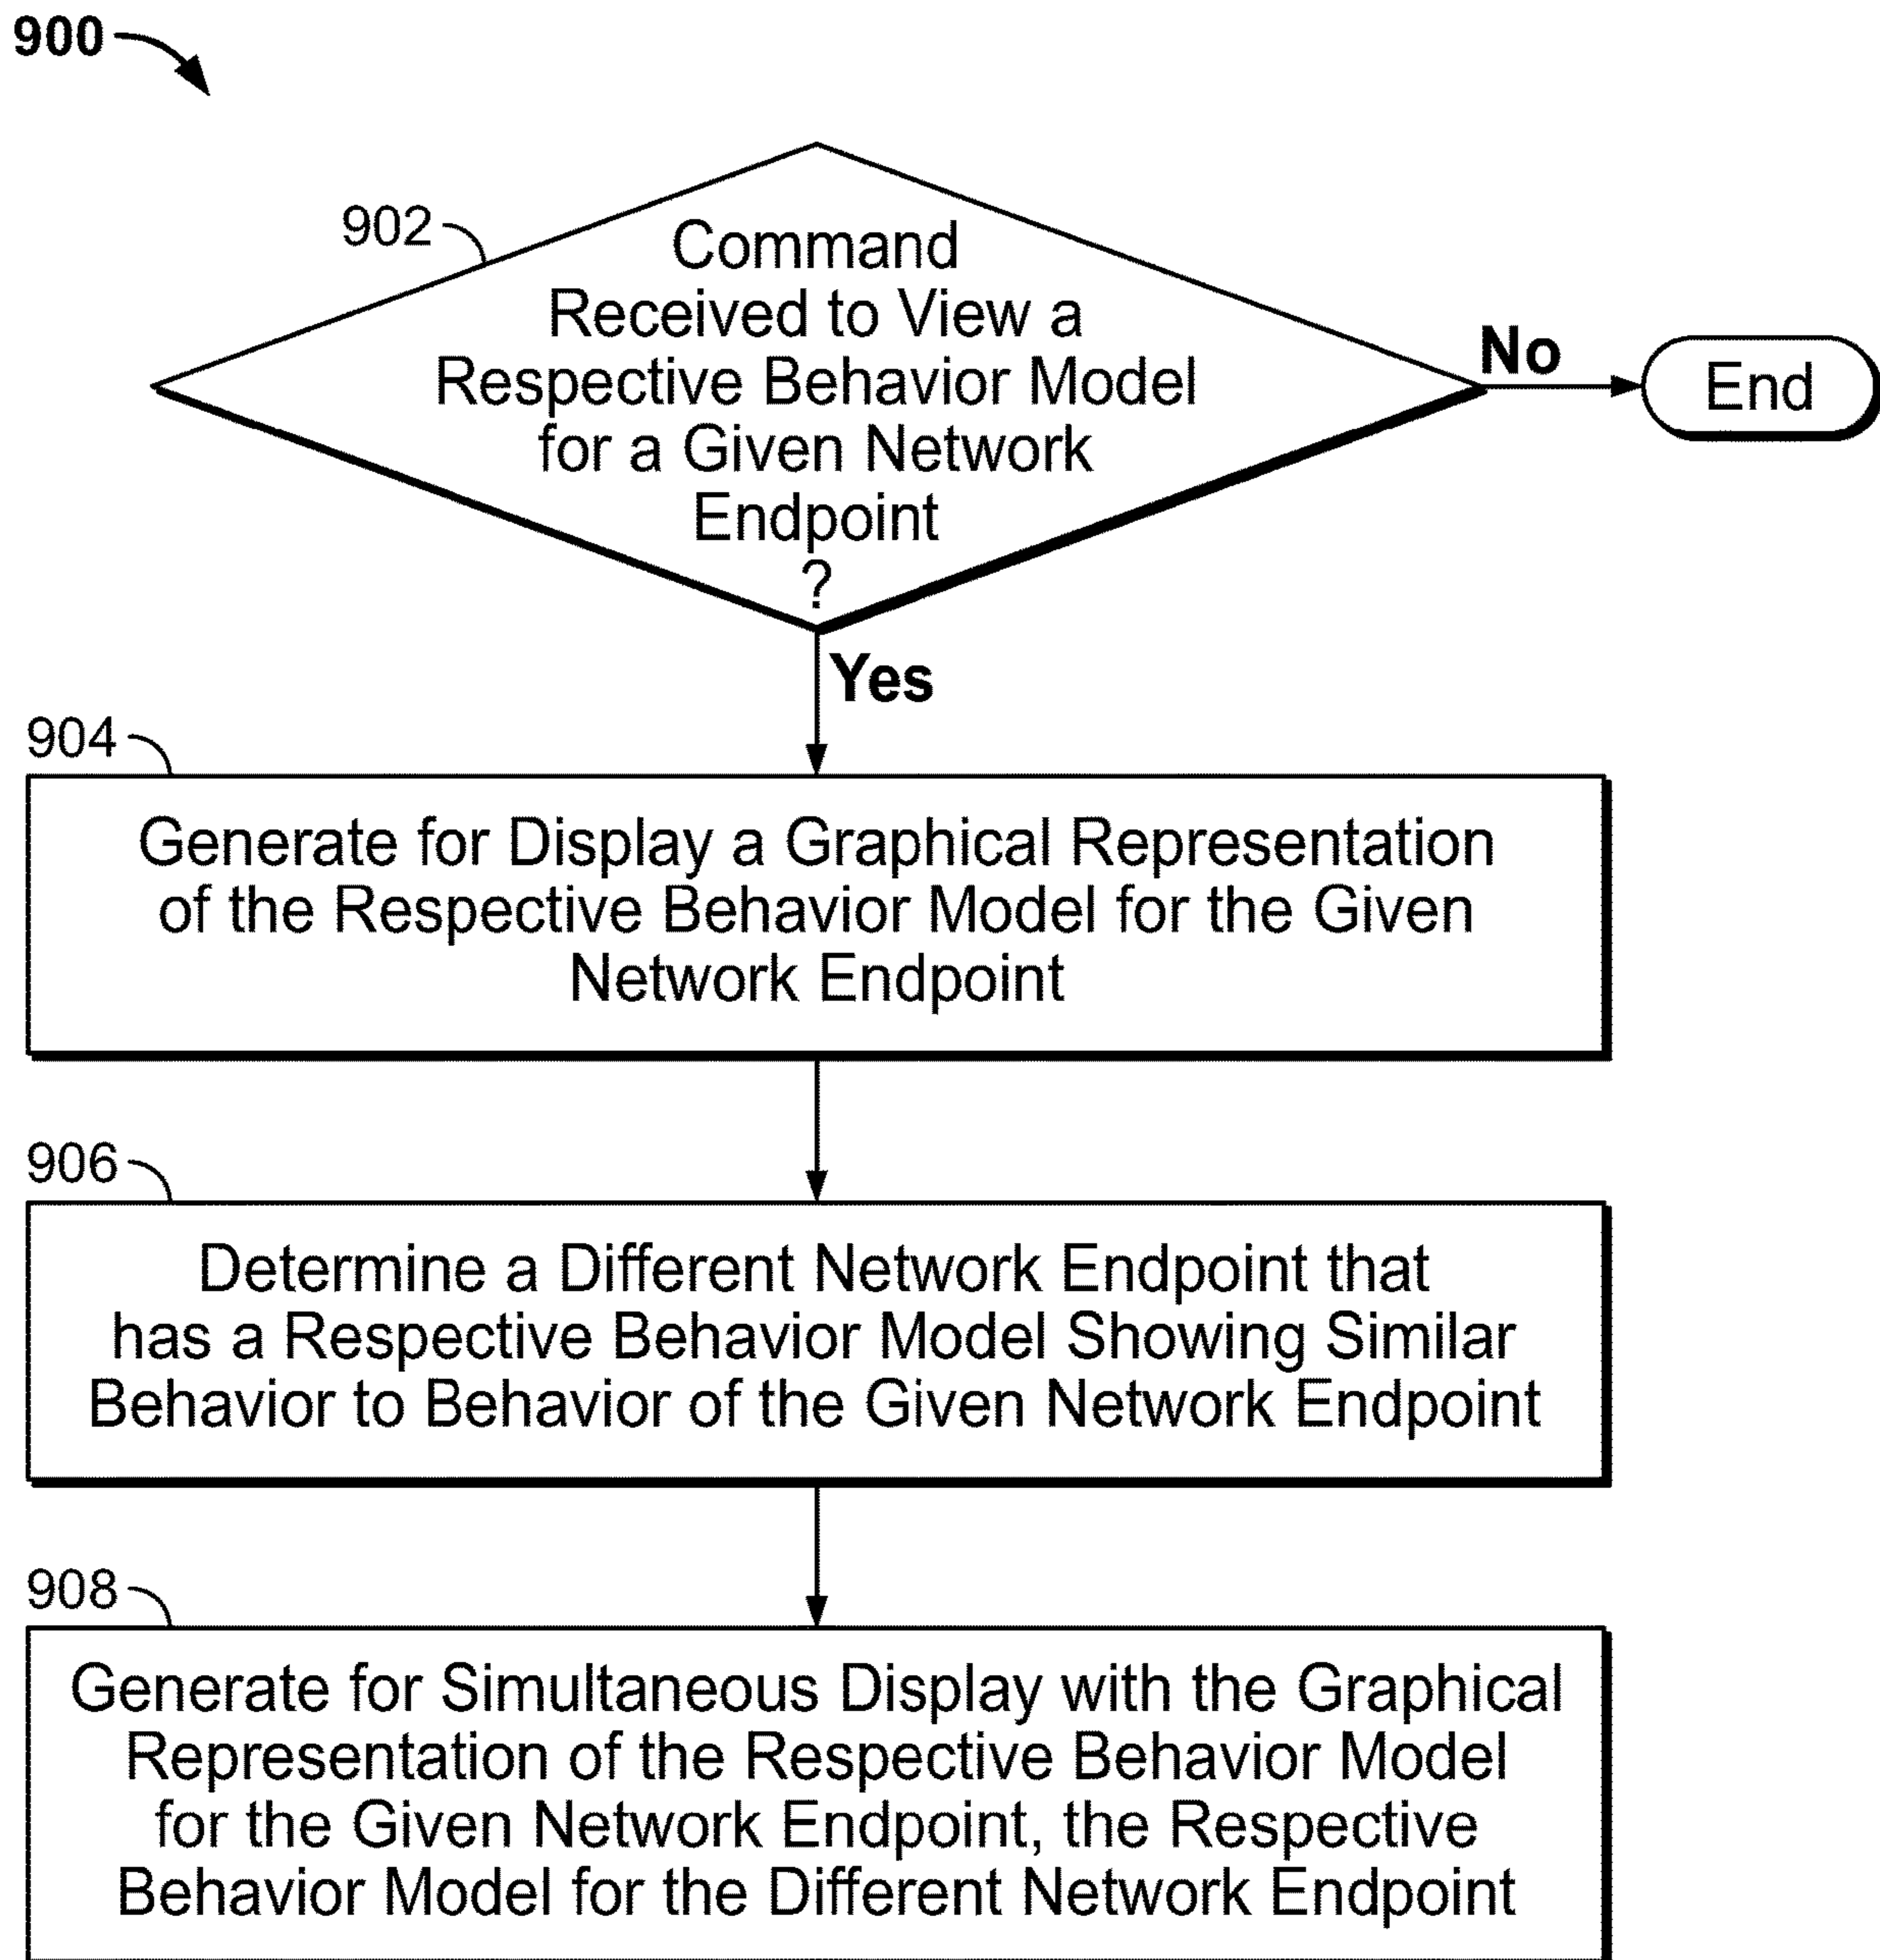 900
902
Command
Received to View a
Respective Behavior Model
for a Given Network
Endpoint
?
No
End
Yes
904
Generate for Display a Graphical Representation
of the Respective Behavior Model for the Given
Network Endpoint
906
Determine a Different Network Endpoint that
has a Respective Behavior Model Showing Similar
Behavior to Behavior of the Given Network Endpoint
908
Generate for Simultaneous Display with the Graphical
Representation of the Respective Behavior Model
for the Given Network Endpoint, the Respective
Behavior Model for the Different Network Endpoint